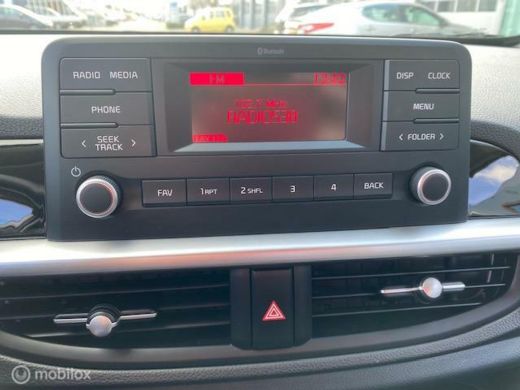 Bluetooth
RADIO MEDIA
PHONE
SEEK
TRACK
FM
RADIO538
DISP CLOCK
MENU
FOLDER
FAV 1 RPT 2 SHFL 3 4 BACK
mobilox